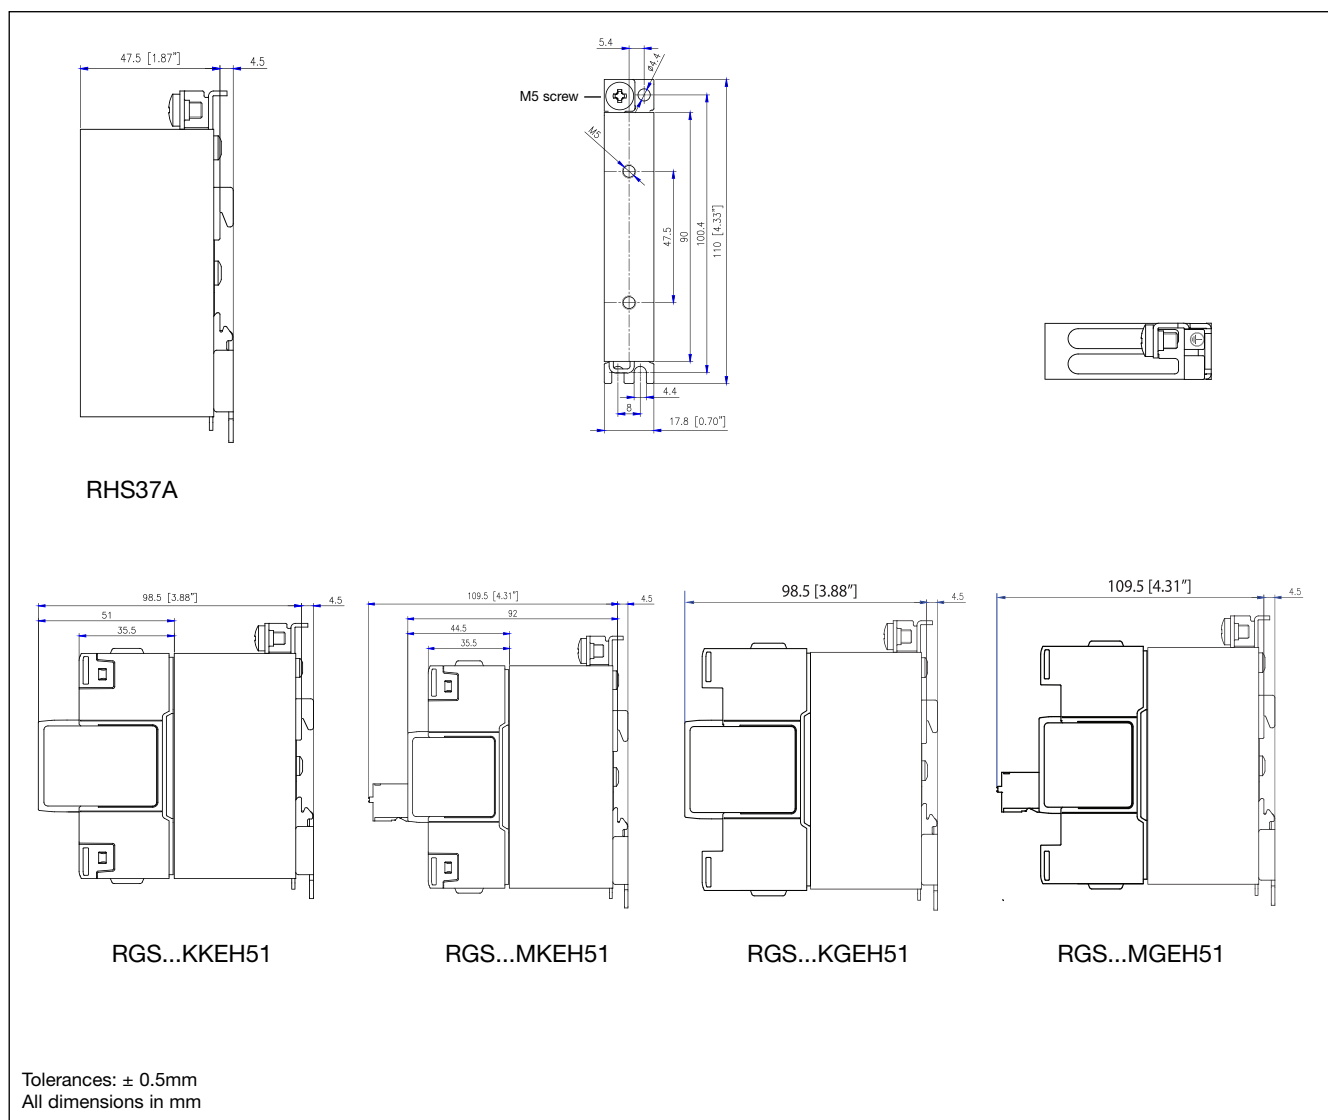 47.5 [1.87"]
4.5
5.4
ø4.4
M5 screw
M5
47.5
90
100.4
110 [4.33"]
4.4
8
17.8 [0.70"]
RHS37A
98.5 [3.88"]
4.5
51
35.5
109.5 [4.31"]
4.5
92
44.5
35.5
98.5 [3.88"]
4.5
109.5 [4.31"]
4.5
RGS...KKEH51
RGS...MKEH51
RGS...KGEH51
RGS...MGEH51
Tolerances: ± 0.5mm
All dimensions in mm